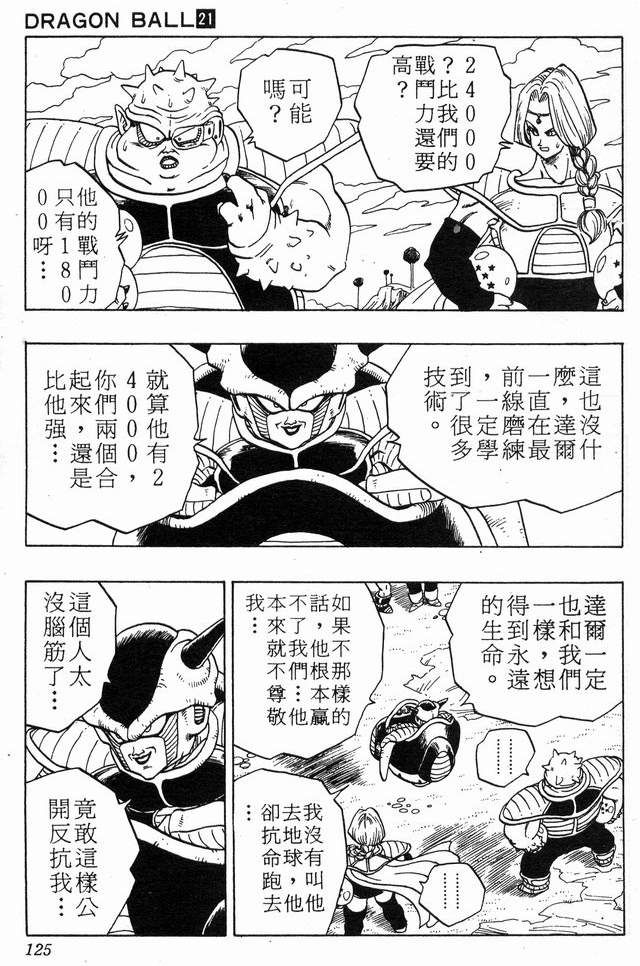 DRAGON BALL 21
24000
？比我們的
戰鬥力還要
高？
可能
嗎？
他的戰鬥力
只有180
00呀…
這也沒什
麼，達爾
一直在最
前線磨練
，一定學
到了很多
技術。
就算他有2
4000，
你們兩個合
起來，還是
比他强…
達爾一定
也和我們
一樣，想
得到永遠
的生命。
如果不那樣的
話，他根本贏
不了我們…他
本來就不尊敬
我…
……
……
我沒有叫他
去地球，他
卻抗命跑去
這個人太
沒腦筋了…
竟敢這樣公
開反抗我…
125